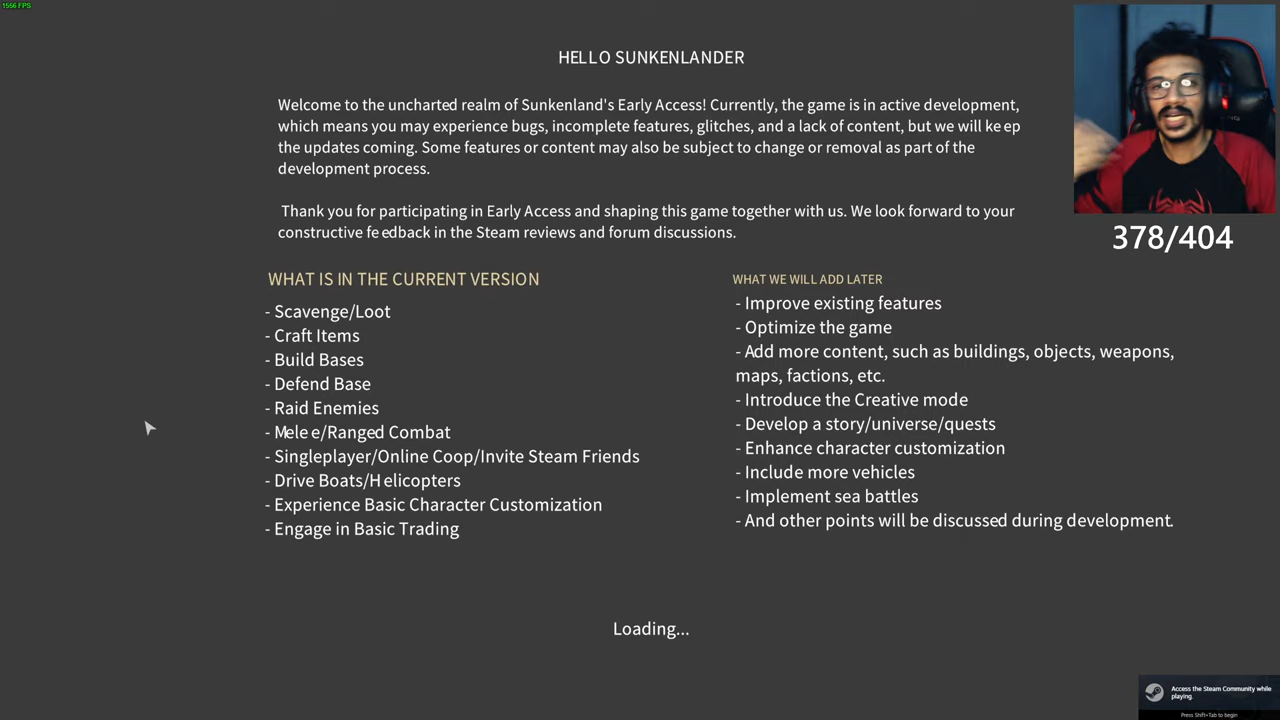 1556 FPS
HELLO SUNKENLANDER
Welcome to the uncharted realm of Sunkenland's Early Access! Currently, the game is in active development,
which means you may experience bugs, incomplete features, glitches, and a lack of content, but we will keep
the updates coming. Some features or content may also be subject to change or removal as part of the
development process.
Thank you for participating in Early Access and shaping this game together with us. We look forward to your
constructive feedback in the Steam reviews and forum discussions.
378/404
WHAT IS IN THE CURRENT VERSION
- Scavenge/Loot
- Craft Items
- Build Bases
- Defend Base
- Raid Enemies
- Melee/Ranged Combat
- Singleplayer/Online Coop/Invite Steam Friends
- Drive Boats/Helicopters
- Experience Basic Character Customization
- Engage in Basic Trading
WHAT WE WILL ADD LATER
- Improve existing features
- Optimize the game
- Add more content, such as buildings, objects, weapons,
maps, factions, etc.
- Introduce the Creative mode
- Develop a story/universe/quests
- Enhance character customization
- Include more vehicles
- Implement sea battles
- And other points will be discussed during development.
Loading...
Access the Steam Community while
playing.
Press Shift+Tab to begin